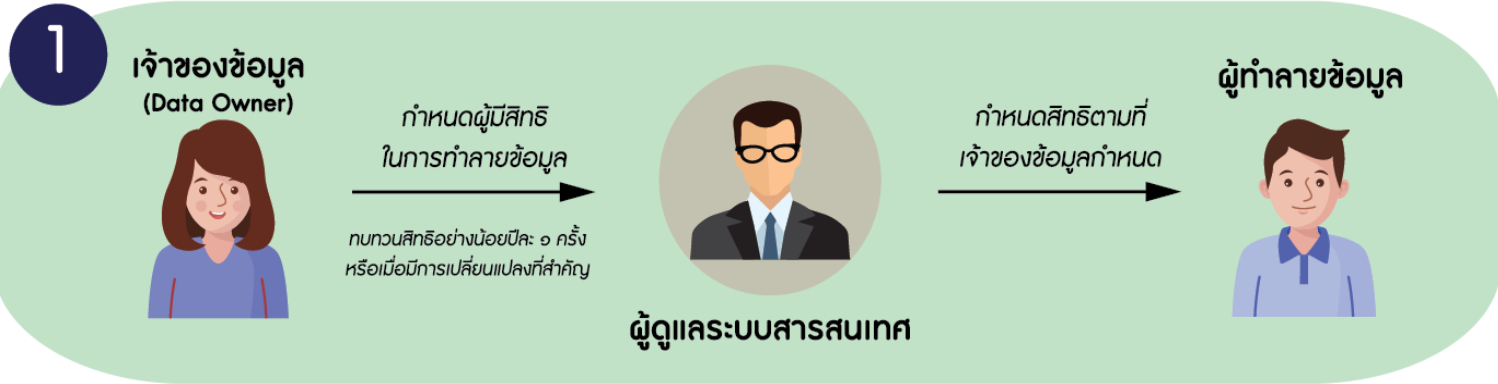 1
เจ้าของข้อมูล
(Data Owner)
กำหนดผู้มีสิทธิ
ในการทำลายข้อมูล
ทบทวนสิทธิอย่างน้อยปีละ ๑ ครั้ง
หรือเมื่อมีการเปลี่ยนแปลงที่สำคัญ
ผู้ดูแลระบบสารสนเทศ
กำหนดสิทธิตามที่
เจ้าของข้อมูลกำหนด
ผู้ทำลายข้อมูล